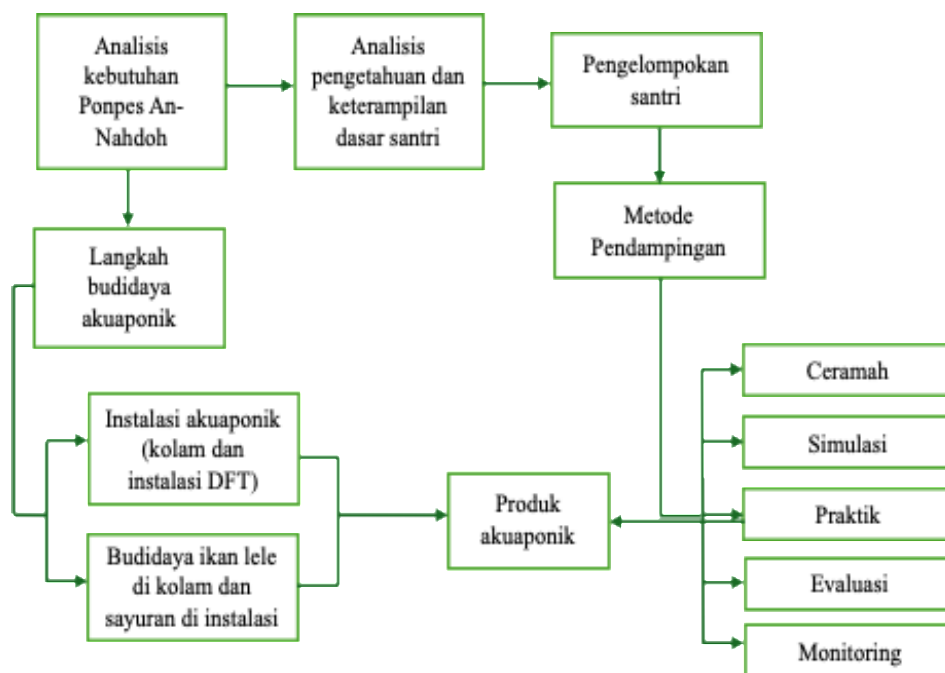 Analisis
kebutuhan
Ponpes An-
Nahdoh
Analisis
pengetahuan dan
keterampilan
dasar santri
Pengelompokan
santri
Metode
Pendampingan
Langkah
budidaya
akuaponik
Instalasi akuaponik
(kolam dan
instalasi DFT)
Budidaya ikan lele
di kolam dan
sayuran di instalasi
Produk
akuaponik
Ceramah
Simulasi
Praktik
Evaluasi
Monitoring